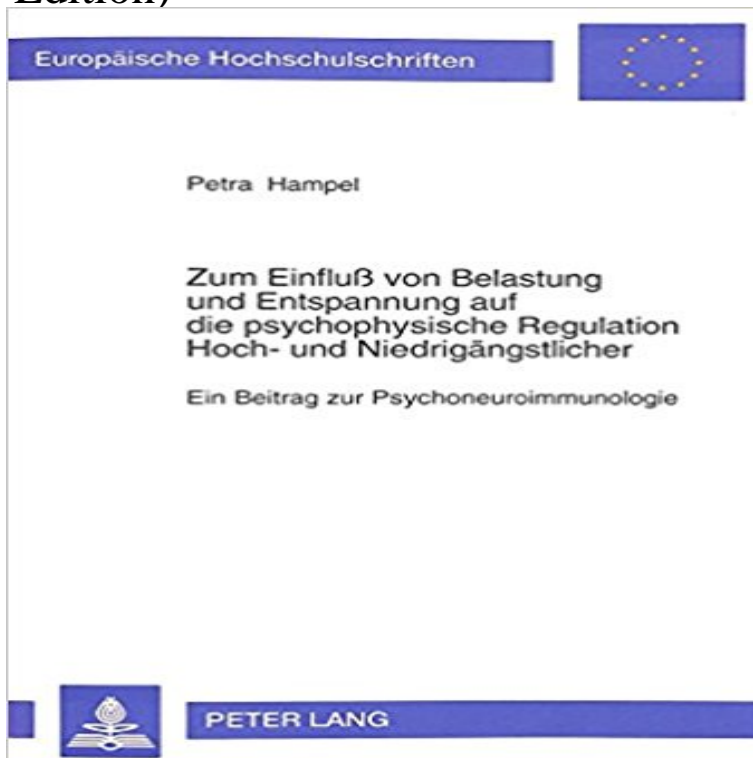 Edition)
Europäische Hochschulschriften
Petra Hampel
Zum Einfluß von Belastung
und Entspannung auf
die psychophysische Regulation
Hoch- und Niedrigängstlicher
Ein Beitrag zur Psychoneuroimmunologie
PETER LANG